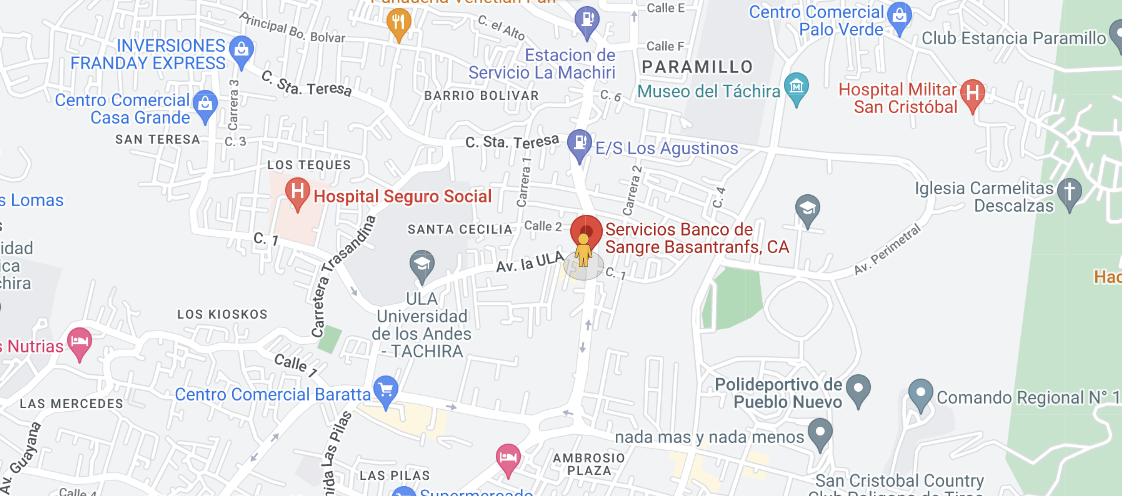 Calle E
Principal Bo. Bolvar
C. el Alto
Centro Comercial
Palo Verde
INVERSIONES
FRANDAY EXPRESS
Calle F
Club Estancia Paramillo
Estacion de
Servicio La Machiri
PARAMILLO
C. Sta. Teresa
Museo del Táchira
Hospital Militar
San Cristóbal
BARRIO BOLIVAR
C. 6
Centro Comercial
Casa Grande
Carrera 3
SAN TERESA
C. 3
C. Sta. Teresa
E/S Los Agustinos
LOS TEQUES
Carrera 1
Carrera 2
C. 4
Hospital Seguro Social
Iglesia Carmelitas
Descalzas
s Lomas
SANTA CECILIA
Calle 2
Servicios Banco de
Sangre Basantranfs, CA
C. 1
Carretera Trasandina
Av. la ULA
C. 1
Av. Perimetral
idad
ica
chira
ULA
Universidad
de los Andes
- TACHIRA
LOS KIOSKOS
s Nutrias
Calle 1
Centro Comercial Baratta
Polideportivo de
Pueblo Nuevo
Comando Regional N° 1
LAS MERCEDES
Av. Guayana
nida Las Pilas
nada mas y nada menos
AMBROSIO
PLAZA
LAS PILAS
San Cristobal Country
Club Poligono de Tiros
Calle 4
Supermercado